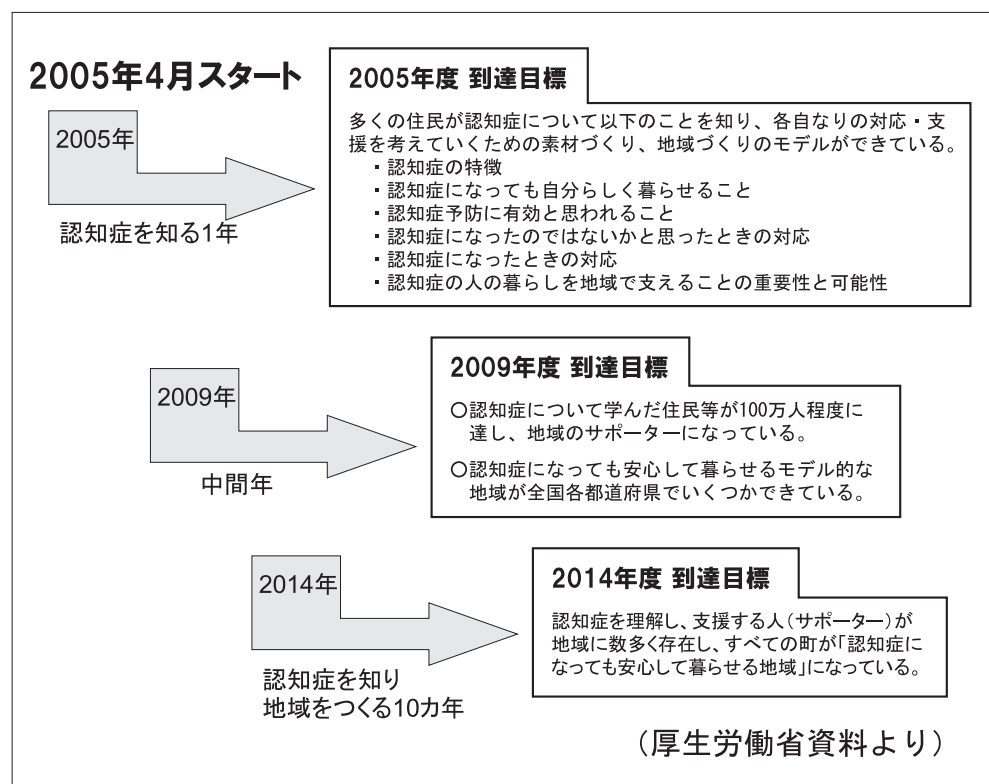 2005年4月スタート
2005年
認知症を知る1年
2005年度 到達目標
多くの住民が認知症について以下のことを知り、各自なりの対応・支
援を考えていくための素材づくり、地域づくりのモデルができている。
・認知症の特徴
・認知症になっても自分らしく暮らせること
・認知症予防に有効と思われること
・認知症になったのではないかと思ったときの対応
・認知症になったときの対応
・認知症の人の暮らしを地域で支えることの重要性と可能性
2009年
中間年
2009年度 到達目標
○認知症について学んだ住民等が100万人程度に
達し、地域のサポーターになっている。
○認知症になっても安心して暮らせるモデル的な
地域が全国各都道府県でいくつかできている。
2014年
認知症を知り
地域をつくる10カ年
2014年度 到達目標
認知症を理解し、支援する人(サポーター)が
地域に数多く存在し、すべての町が「認知症に
なっても安心して暮らせる地域」になっている。
(厚生労働省資料より)